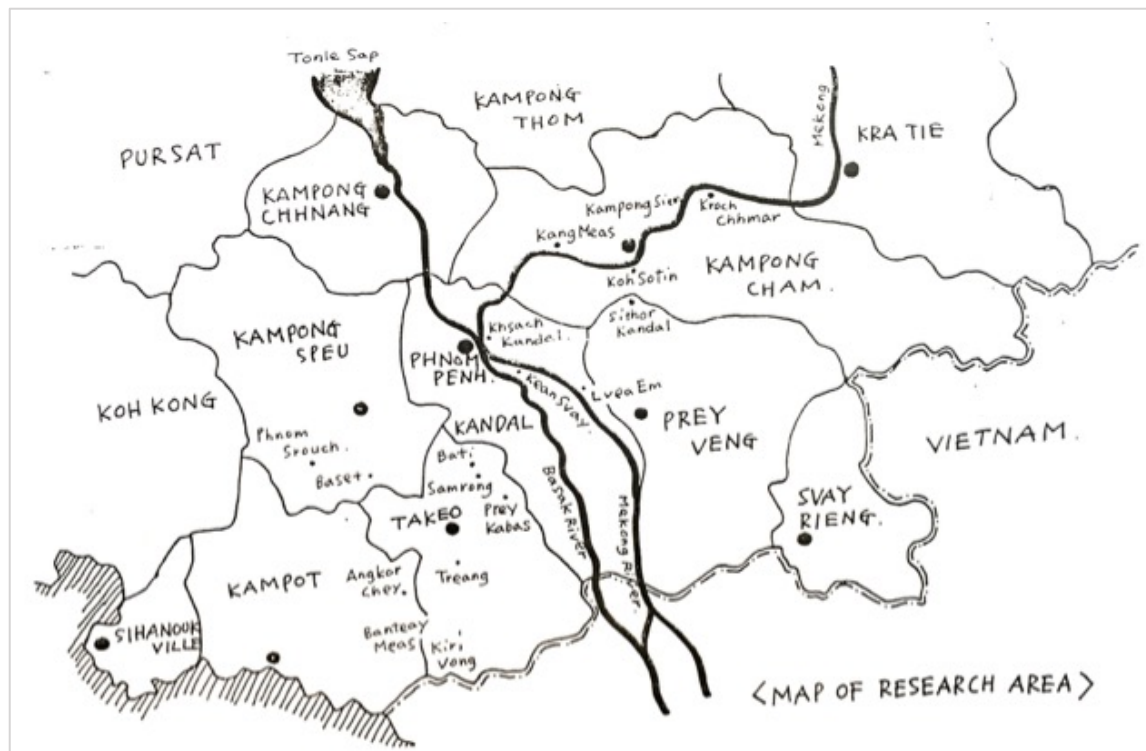 Tonle Sap
KAMPONG
THOM
Mekong
KRA TIE
PURSAT
KAMPONG
CHHNANG
Kampong Siem
Kroch
Chhmar
Kang Meas
Koh Sotin
KAMPONG
CHAM.
Sithor
Kandal
KAMPONG
SPEU
Khsach
Kandal.
PHNOM
PENH.
Kean Svay.
Lvea Em
KOH KONG
PREY
VENG
VIETNAM.
KANDAL
Phnom
Srouch.
Baset.
Bati
Samrong
Prey
Kabas
Basak River
Mekong River.
SVAY
RIENG.
TAKEO
Treang
KAMPOT
Angkor
Chey.
Banteay
Meas
Kiri
Vong
SIHANOUK
VILLE
<MAP OF RESEARCH AREA>